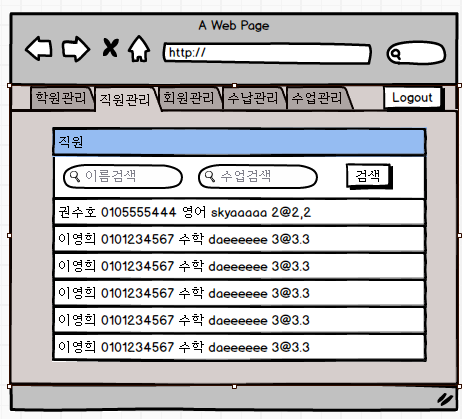 A Web Page
http://
학원관리 직원관리 회원관리 수납관리 수업관리 Logout
직원
이름검색 수업검색 검색
권수호 0105555444 영어 skyaaaaa 2@2,2
이영희 0101234567 수학 daeeeeee 3@3.3
이영희 0101234567 수학 daeeeeee 3@3.3
이영희 0101234567 수학 daeeeeee 3@3.3
이영희 0101234567 수학 daeeeeee 3@3.3
이영희 0101234567 수학 daeeeeee 3@3.3